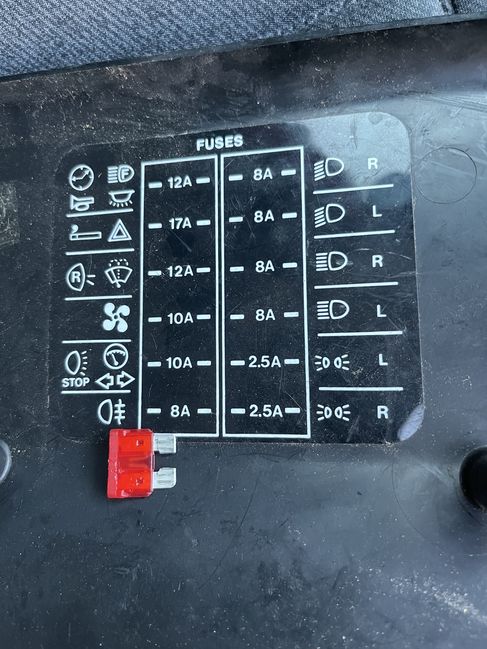 FUSES
F 12A 8A R
17A 8A L
R 12A 8A R
10A 8A L
STOP 10A 2.5A L
8A 2.5A R